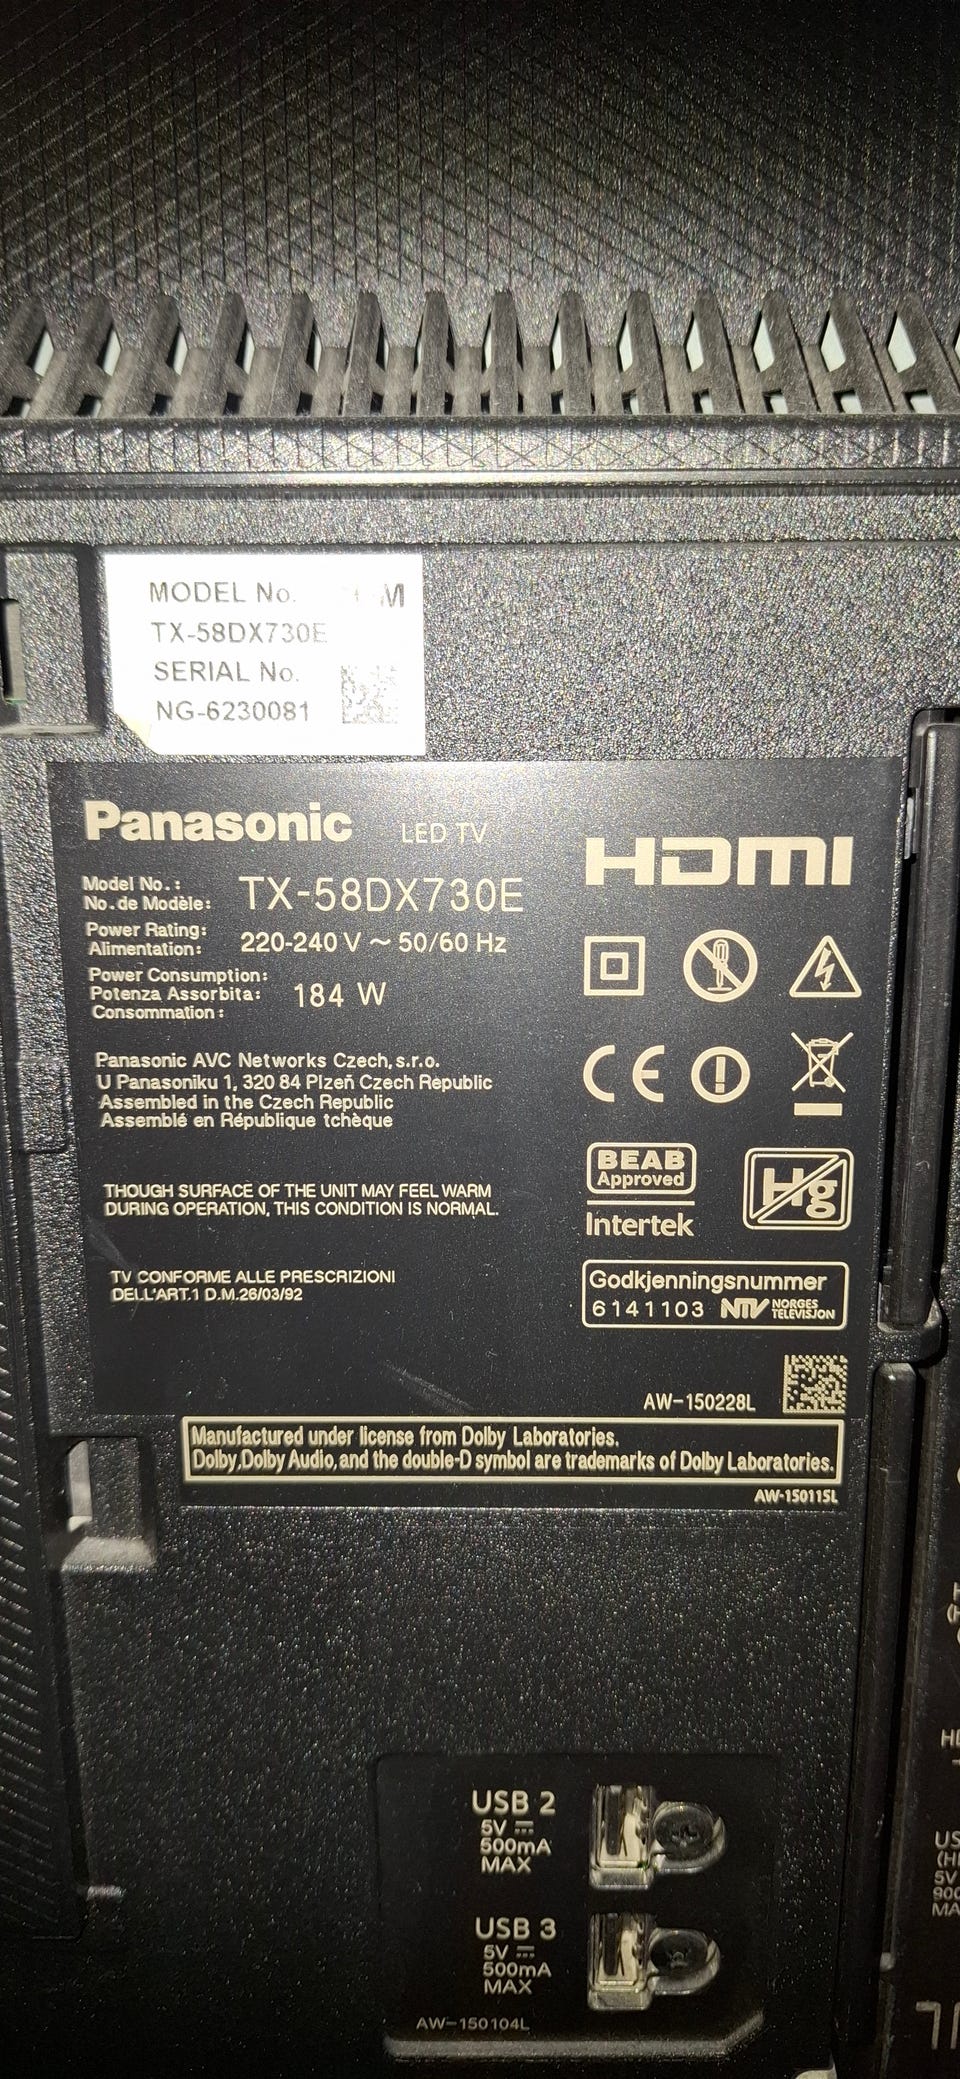 MODEL No. M
TX-58DX730E
SERIAL No.
NG-6230081
Panasonic LED TV
HDMI
Model No.:
No. de Modèle: TX-58DX730E
Power Rating:
Alimentation: 220-240 V ~ 50/60 Hz
Power Consumption:
Potenza Assorbita: 184 W
Consommation:
Panasonic AVC Networks Czech, s.r.o.
U Panasoniku 1, 320 84 Plzeň Czech Republic
Assembled in the Czech Republic
Assemblé en République tchèque
CE
BEAB
Approved
Intertek
Hg
THOUGH SURFACE OF THE UNIT MAY FEEL WARM
DURING OPERATION, THIS CONDITION IS NORMAL.
TV CONFORME ALLE PRESCRIZIONI
DELL'ART.1 D.M.26/03/92
Godkjenningsnummer
6141103 NTV NORGES
TELEVISJON
AW-150228L
Manufactured under license from Dolby Laboratories.
Dolby,Dolby Audio,and the double-D symbol are trademarks of Dolby Laboratories.
AW-150115L
USB 2
5V
500mA
MAX
USB 3
5V
500mA
MAX
AW-150104L
5V